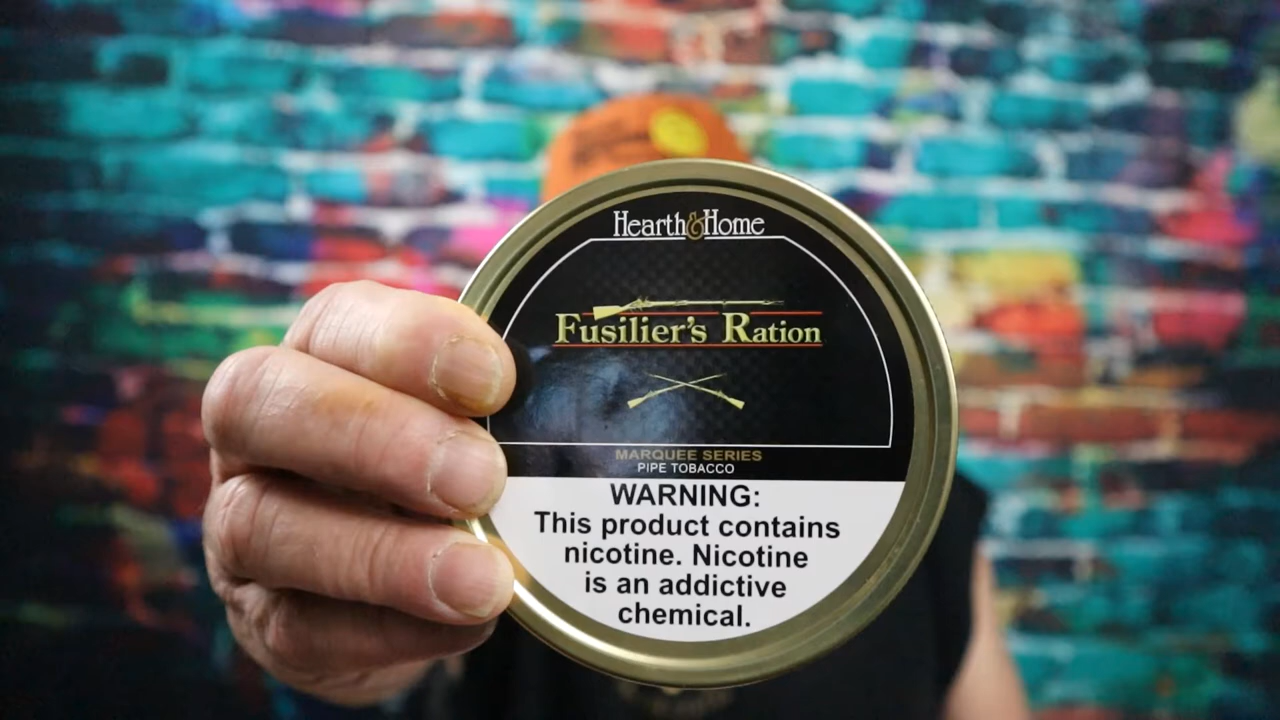 Hearth & Home
Fusilier's Ration
MARQUEE SERIES
PIPE TOBACCO
WARNING:
This product contains
nicotine. Nicotine
is an addictive
chemical.